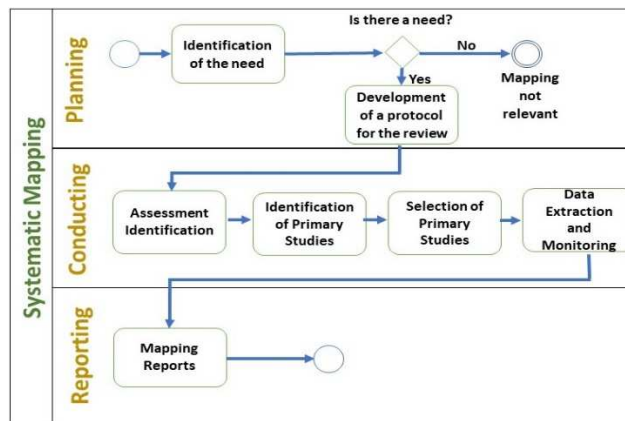 Systematic Mapping
Planning
Is there a need?
Identification
of the need
No
Yes
Mapping
not
relevant
Development
of a protocol
for the review
Conducting
Assessment
Identification
Identification
of Primary
Studies
Selection of
Primary
Studies
Data
Extraction
and
Monitoring
Reporting
Mapping
Reports